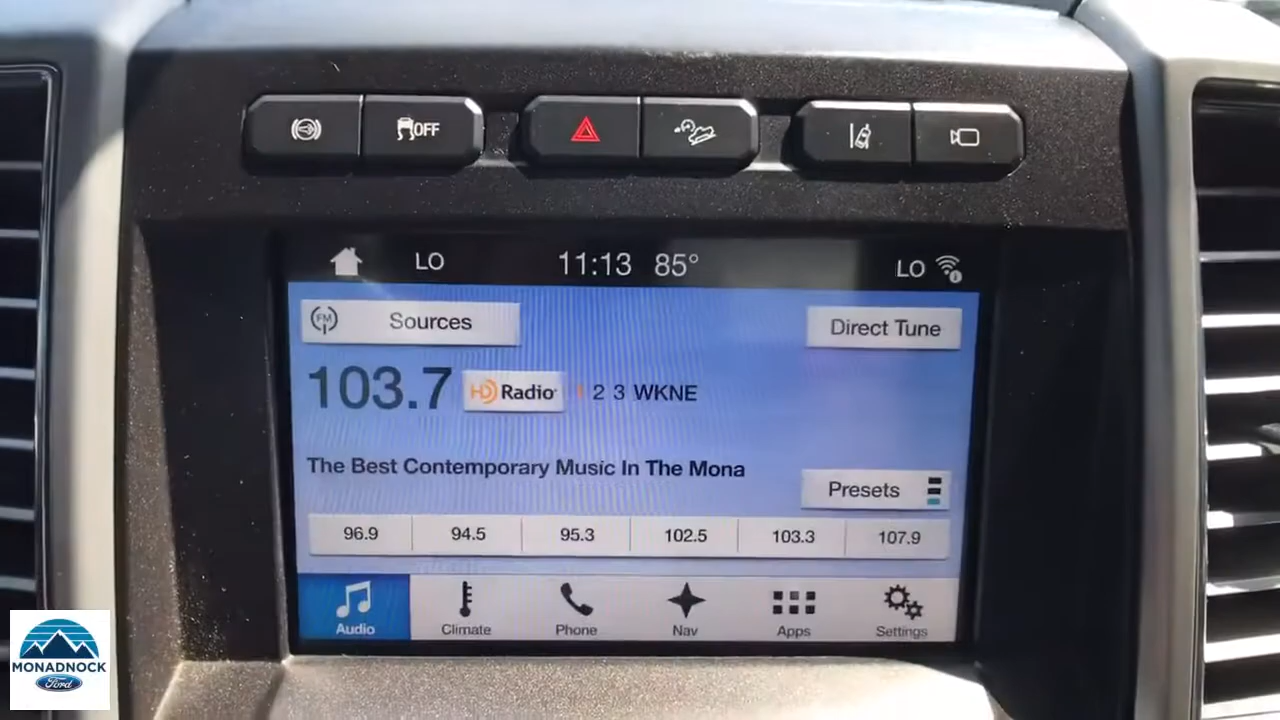 OFF
LO 11:13 85° LO
FM Sources Direct Tune
103.7 HD Radio 1 2 3 WKNE
The Best Contemporary Music In The Mona
Presets
96.9 94.5 95.3 102.5 103.3 107.9
Audio Climate Phone Nav Apps Settings
MONADNOCK
Ford